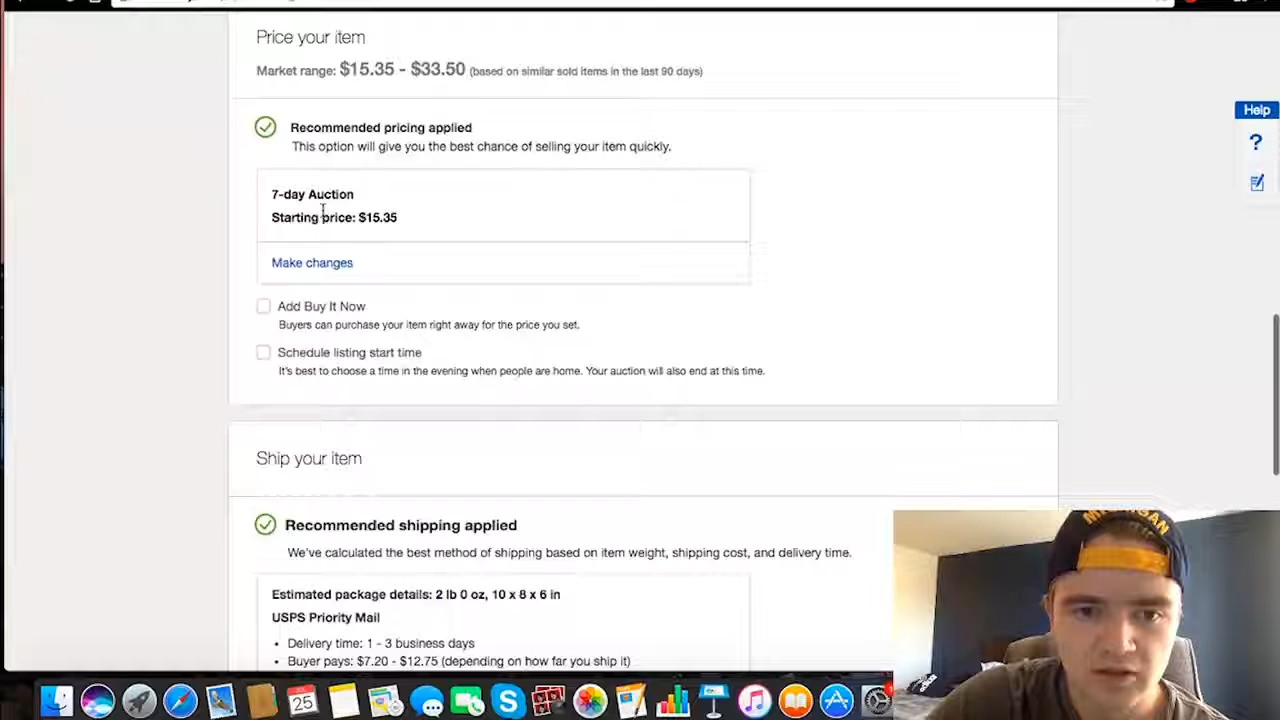 Price your item
Market range: $15.35 - $33.50 (based on similar sold items in the last 90 days)
Help
Recommended pricing applied
This option will give you the best chance of selling your item quickly.
?
7-day Auction
Starting price: $15.35
Make changes
Add Buy It Now
Buyers can purchase your item right away for the price you set.
Schedule listing start time
It's best to choose a time in the evening when people are home. Your auction will also end at this time.
Ship your item
Recommended shipping applied
We've calculated the best method of shipping based on item weight, shipping cost, and delivery time.
MICHIGAN
Estimated package details: 2 lb 0 oz, 10 x 8 x 6 in
USPS Priority Mail
• Delivery time: 1 - 3 business days
• Buyer pays: $7.20 - $12.75 (depending on how far you ship it)
25